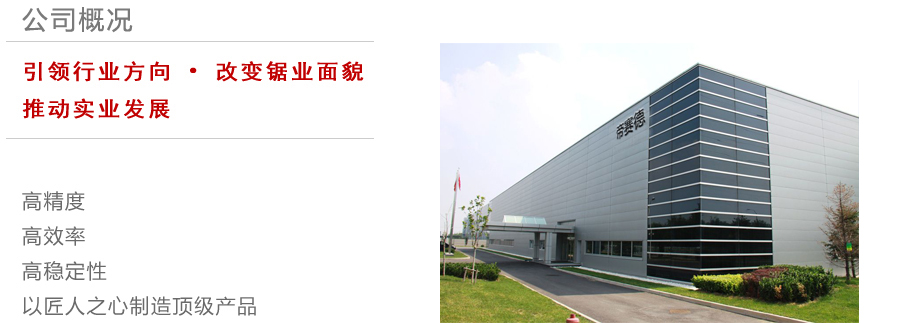 公司概况
引领行业方向 · 改变锯业面貌
推动实业发展
高精度
高效率
高稳定性
以匠人之心制造顶级产品
帝赛德